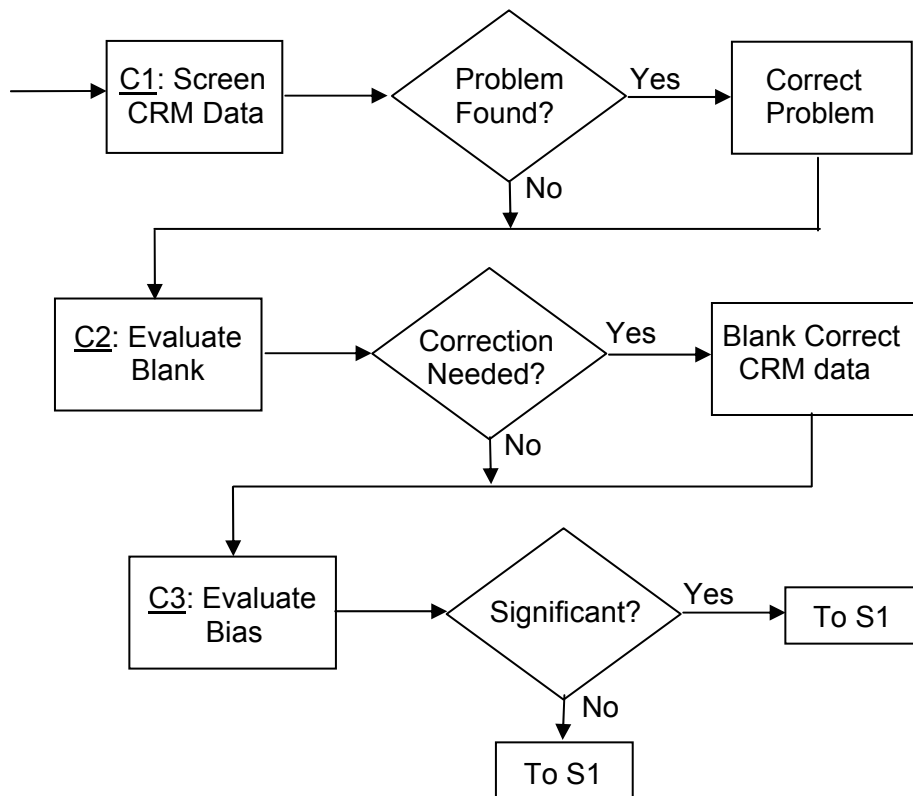 C1: Screen
CRM Data
Problem
Found?
Yes
Correct
Problem
No
C2: Evaluate
Blank
Correction
Needed?
Yes
Blank Correct
CRM data
No
C3: Evaluate
Bias
Significant?
Yes
To S1
No
To S1